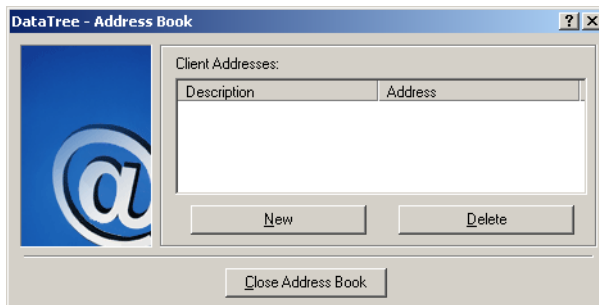 DataTree - Address Book
Client Addresses:
Description Address
New Delete
Close Address Book